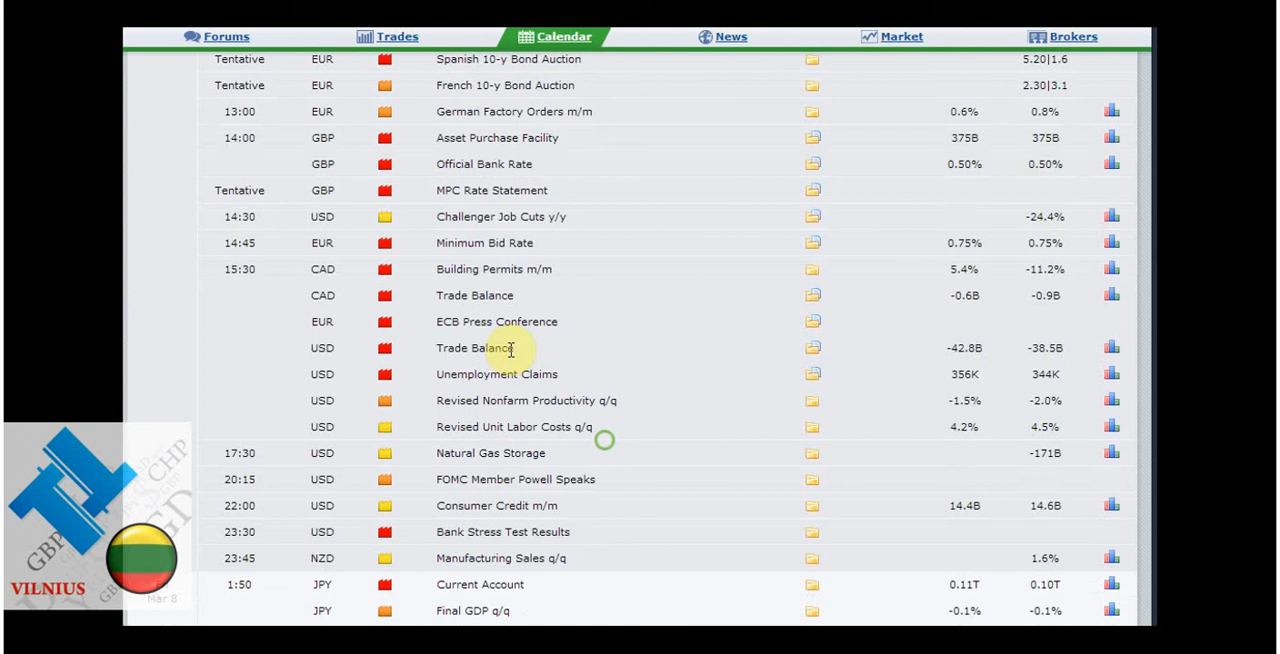 Forums Trades Calendar News Market Brokers
Tentative EUR Spanish 10-y Bond Auction 5.20|1.6
Tentative EUR French 10-y Bond Auction 2.30|3.1
13:00 EUR German Factory Orders m/m 0.6% 0.8%
14:00 GBP Asset Purchase Facility 375B 375B
GBP Official Bank Rate 0.50% 0.50%
Tentative GBP MPC Rate Statement
14:30 USD Challenger Job Cuts y/y -24.4%
14:45 EUR Minimum Bid Rate 0.75% 0.75%
15:30 CAD Building Permits m/m 5.4% -11.2%
CAD Trade Balance -0.6B -0.9B
EUR ECB Press Conference
USD Trade Balance -42.8B -38.5B
USD Unemployment Claims 356K 344K
USD Revised Nonfarm Productivity q/q -1.5% -2.0%
USD Revised Unit Labor Costs q/q 4.2% 4.5%
17:30 USD Natural Gas Storage -171B
20:15 USD FOMC Member Powell Speaks
22:00 USD Consumer Credit m/m 14.4B 14.6B
23:30 USD Bank Stress Test Results
23:45 NZD Manufacturing Sales q/q 1.6%
1:50 JPY Current Account 0.11T 0.10T
Mar 8
JPY Final GDP q/q -0.1% -0.1%
CHP
GBP
VILNIUS